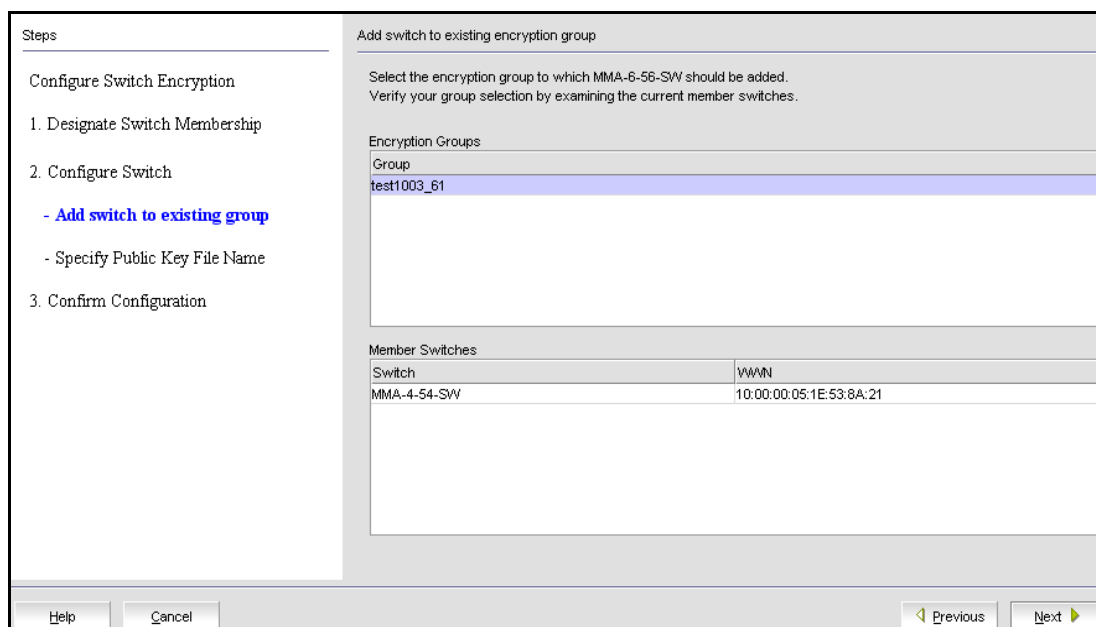 Steps
Configure Switch Encryption
1. Designate Switch Membership
2. Configure Switch
- Add switch to existing group
- Specify Public Key File Name
3. Confirm Configuration
Add switch to existing encryption group
Select the encryption group to which MMA-6-56-SW should be added.
Verify your group selection by examining the current member switches.
Encryption Groups
Group
test1003_61
Member Switches
Switch WWN
MMA-4-54-SW 10:00:00:05:1E:53:8A:21
Help Cancel Previous Next